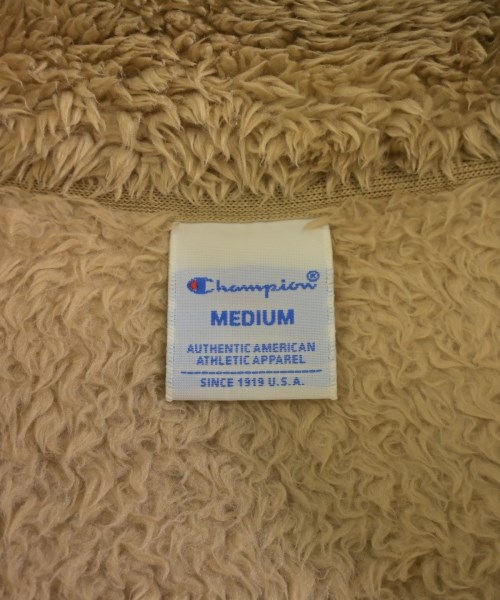 Champion®
MEDIUM
AUTHENTIC AMERICAN
ATHLETIC APPAREL
SINCE 1919 U.S.A.